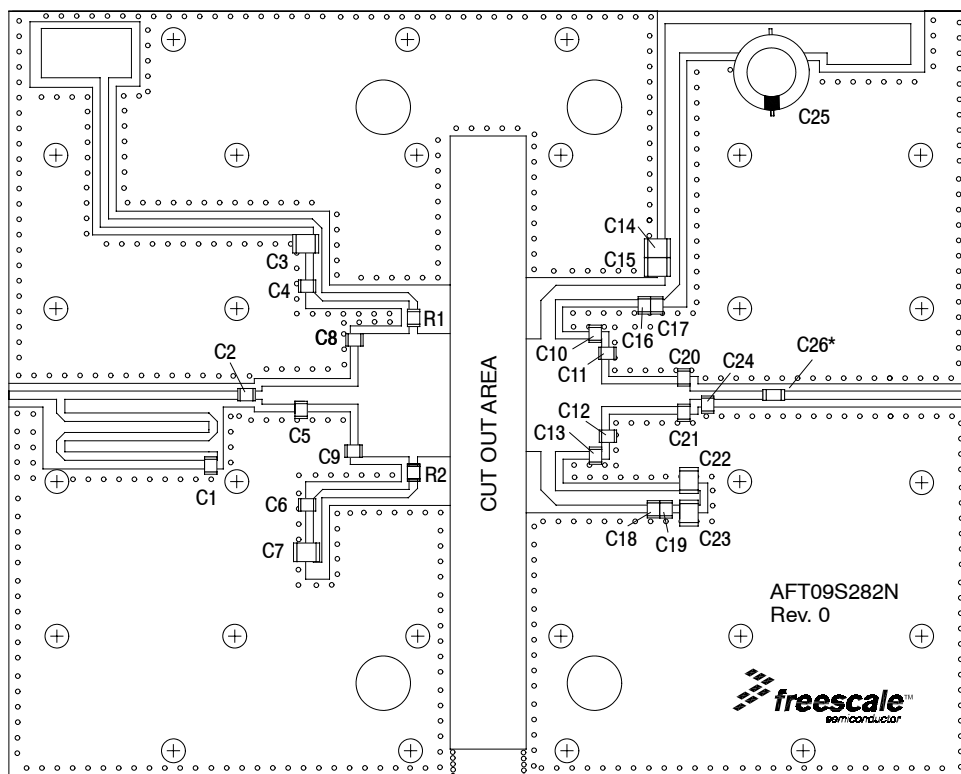 C25
C14
C15
C3
C4
R1
C8
C16
C17
C10
C11
C20
C24
C26*
C2
C5
C12
C13
C21
C9
R2
C1
CUT OUT AREA
C22
C6
C7
C18
C19
C23
AFT09S282N
Rev. 0
freescale™
semiconductor